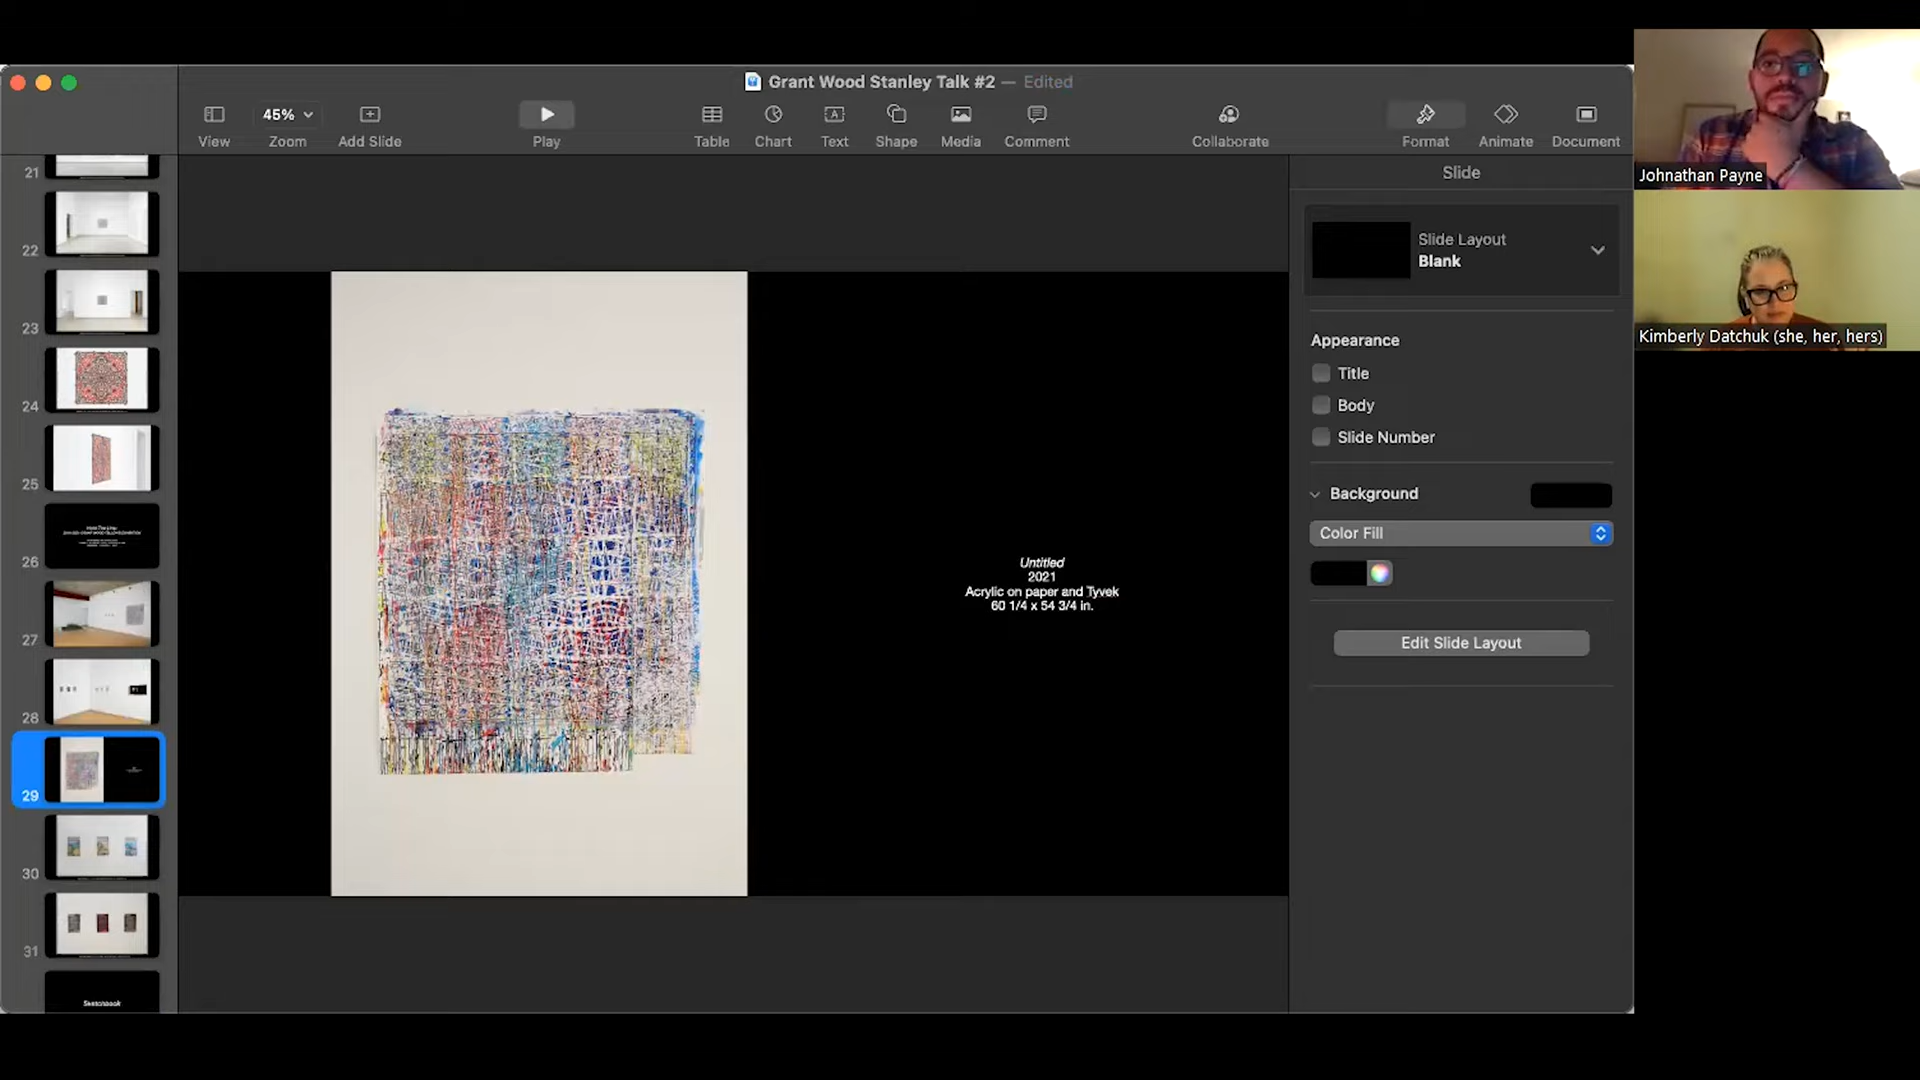 Grant Wood Stanley Talk #2 — Edited
45%
View
Zoom
Add Slide
Play
Table
Chart
Text
Shape
Media
Comment
Collaborate
Format
Animate
Document
21
22
23
24
25
26
27
28
29
30
31
Sketchbook
Untitled
2021
Acrylic on paper and Tyvek
60 1/4 x 54 3/4 in.
Slide
Slide Layout
Blank
Appearance
Title
Body
Slide Number
Background
Color Fill
Edit Slide Layout
Johnathan Payne
Kimberly Datchuk (she, her, hers)